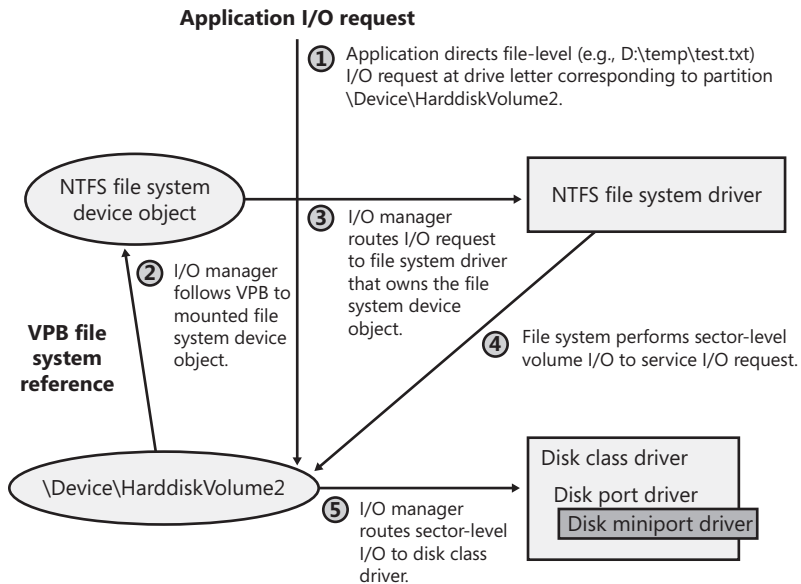 Application I/O request
1
Application directs file-level (e.g., D:\temp\test.txt)
I/O request at drive letter corresponding to partition
\Device\HarddiskVolume2.
NTFS file system
device object
NTFS file system driver
2
I/O manager
follows VPB to
mounted file
system device
object.
3
I/O manager
routes I/O request
to file system driver
that owns the file
system device
object.
VPB file
system
reference
4
File system performs sector-level
volume I/O to service I/O request.
\Device\HarddiskVolume2
5
I/O manager
routes sector-level
I/O to disk class
driver.
Disk class driver
Disk port driver
Disk miniport driver